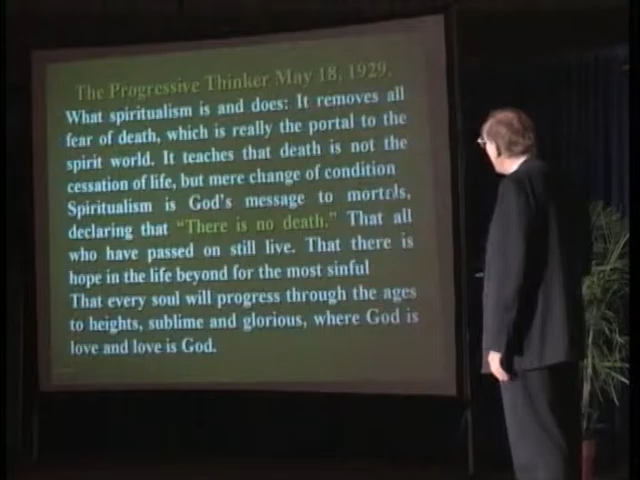 The Progressive Thinker May 18, 1929.
What spiritualism is and does: It removes all
fear of death, which is really the portal to the
spirit world. It teaches that death is not the
cessation of life, but mere change of condition
Spiritualism is God's message to mortals,
declaring that "There is no death." That all
who have passed on still live. That there is
hope in the life beyond for the most sinful
That every soul will progress through the ages
to heights, sublime and glorious, where God is
love and love is God.